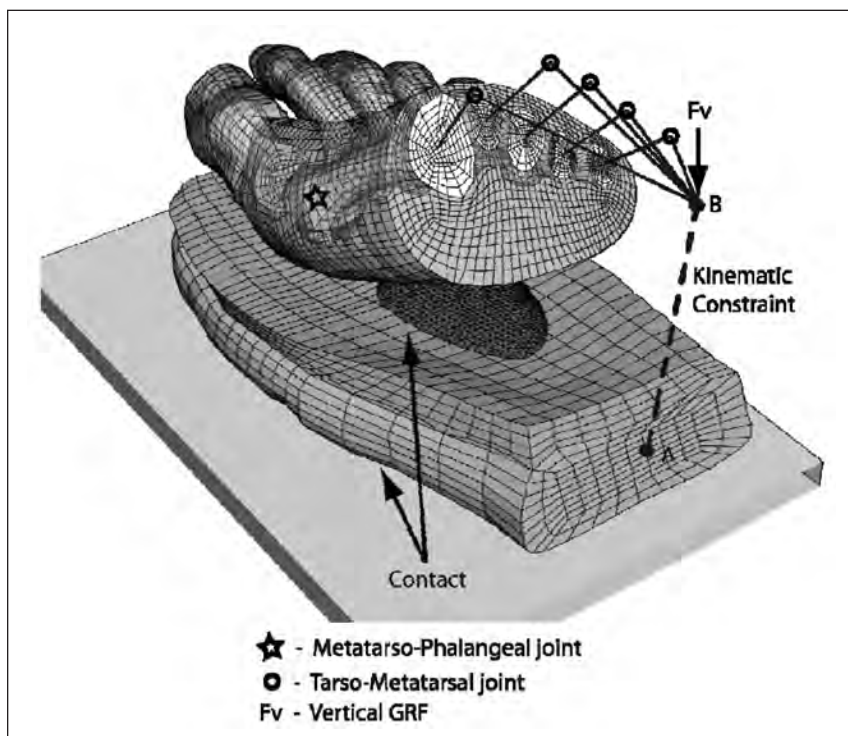 Fv
B
Kinematic
Constraint
A
Contact
- Metatarso-Phalangeal joint
- Tarso-Metatarsal joint
Fv - Vertical GRF